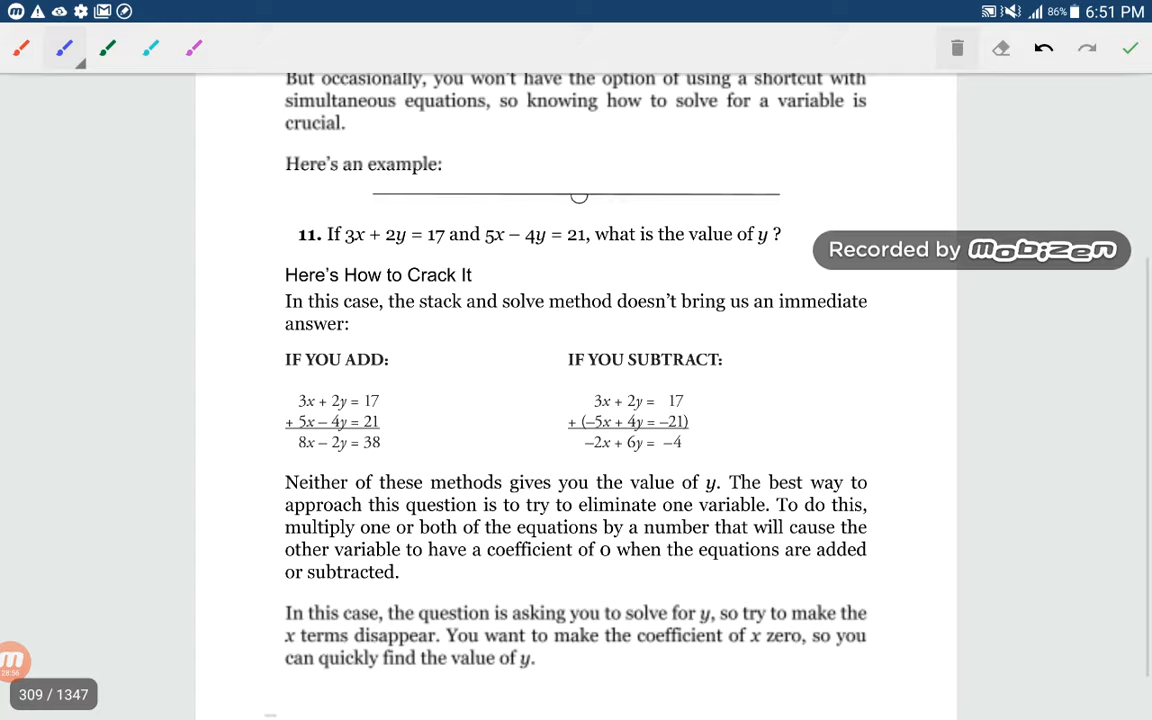 86% 6:51 PM
But occasionally, you won't have the option of using a shortcut with
simultaneous equations, so knowing how to solve for a variable is
crucial.
Here's an example:
11. If 3x + 2y = 17 and 5x – 4y = 21, what is the value of y ?
Recorded by mobizen
Here's How to Crack It
In this case, the stack and solve method doesn't bring us an immediate
answer:
IF YOU ADD: IF YOU SUBTRACT:
3x + 2y = 17 3x + 2y = 17
+ 5x – 4y = 21 + (–5x + 4y = –21)
8x – 2y = 38 –2x + 6y = –4
Neither of these methods gives you the value of y. The best way to
approach this question is to try to eliminate one variable. To do this,
multiply one or both of the equations by a number that will cause the
other variable to have a coefficient of 0 when the equations are added
or subtracted.
In this case, the question is asking you to solve for y, so try to make the
x terms disappear. You want to make the coefficient of x zero, so you
can quickly find the value of y.
28:56
309 / 1347